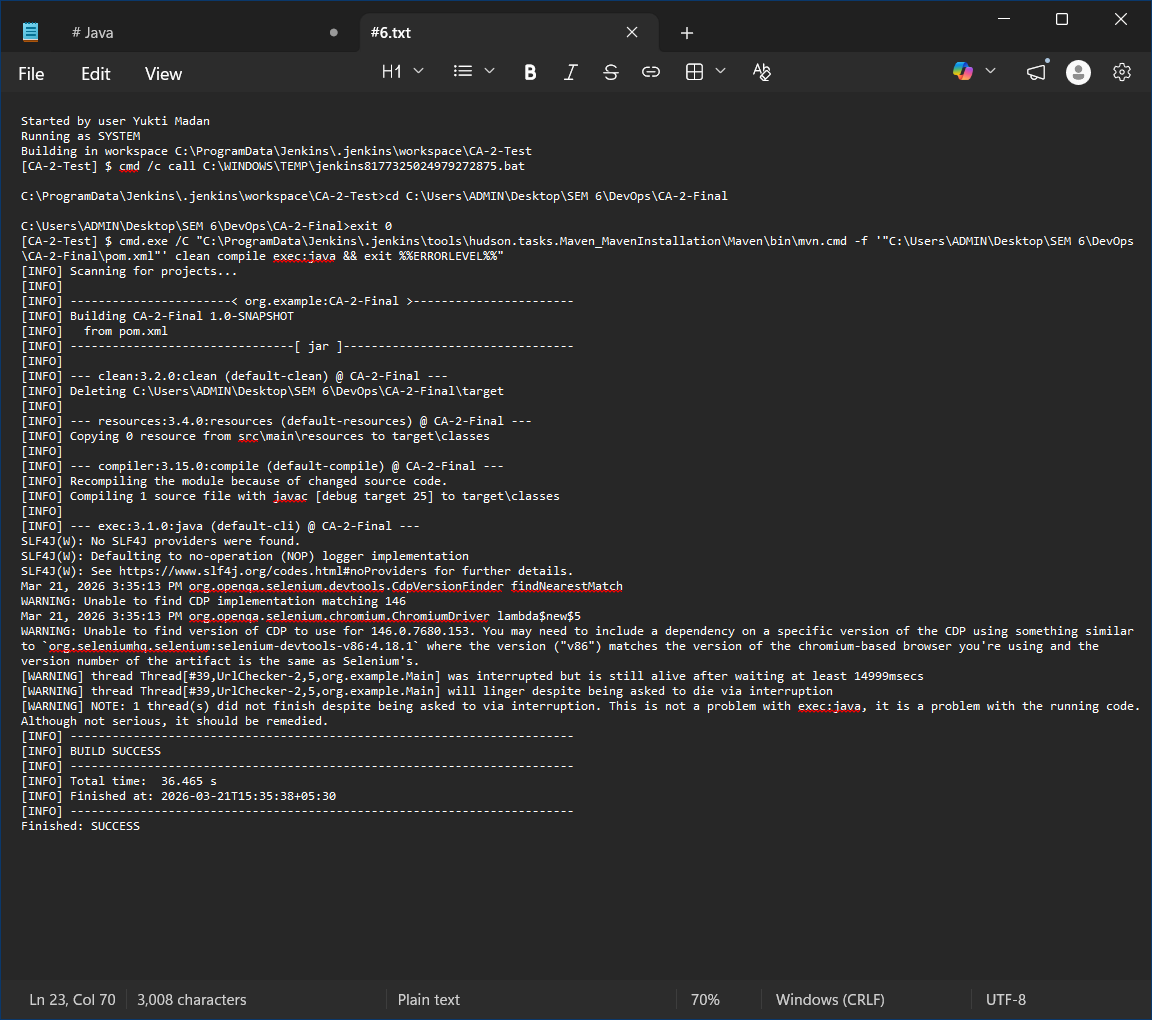 # Java
#6.txt
File Edit View H1
Started by user Yukti Madan
Running as SYSTEM
Building in workspace C:\ProgramData\Jenkins\.jenkins\workspace\CA-2-Test
[CA-2-Test] $ cmd /c call C:\WINDOWS\TEMP\jenkins8177325024979272875.bat
C:\ProgramData\Jenkins\.jenkins\workspace\CA-2-Test>cd C:\Users\ADMIN\Desktop\SEM 6\DevOps\CA-2-Final
C:\Users\ADMIN\Desktop\SEM 6\DevOps\CA-2-Final>exit 0
[CA-2-Test] $ cmd.exe /C "C:\ProgramData\Jenkins\.jenkins\tools\hudson.tasks.Maven_MavenInstallation\Maven\bin\mvn.cmd -f '"C:\Users\ADMIN\Desktop\SEM 6\DevOps
\CA-2-Final\pom.xml"' clean compile exec:java && exit %%ERRORLEVEL%%"
[INFO] Scanning for projects...
[INFO]
[INFO] -----------------------< org.example:CA-2-Final >-----------------------
[INFO] Building CA-2-Final 1.0-SNAPSHOT
[INFO]   from pom.xml
[INFO] --------------------------------[ jar ]---------------------------------
[INFO]
[INFO] --- clean:3.2.0:clean (default-clean) @ CA-2-Final ---
[INFO] Deleting C:\Users\ADMIN\Desktop\SEM 6\DevOps\CA-2-Final\target
[INFO]
[INFO] --- resources:3.4.0:resources (default-resources) @ CA-2-Final ---
[INFO] Copying 0 resource from src\main\resources to target\classes
[INFO]
[INFO] --- compiler:3.15.0:compile (default-compile) @ CA-2-Final ---
[INFO] Recompiling the module because of changed source code.
[INFO] Compiling 1 source file with javac [debug target 25] to target\classes
[INFO]
[INFO] --- exec:3.1.0:java (default-cli) @ CA-2-Final ---
SLF4J(W): No SLF4J providers were found.
SLF4J(W): Defaulting to no-operation (NOP) logger implementation
SLF4J(W): See https://www.slf4j.org/codes.html#noProviders for further details.
Mar 21, 2026 3:35:13 PM org.openqa.selenium.devtools.CdpVersionFinder findNearestMatch
WARNING: Unable to find CDP implementation matching 146
Mar 21, 2026 3:35:13 PM org.openqa.selenium.chromium.ChromiumDriver lambda$new$5
WARNING: Unable to find version of CDP to use for 146.0.7680.153. You may need to include a dependency on a specific version of the CDP using something similar
to `org.seleniumhq.selenium:selenium-devtools-v86:4.18.1` where the version ("v86") matches the version of the chromium-based browser you're using and the
version number of the artifact is the same as Selenium's.
[WARNING] thread Thread[#39,UrlChecker-2,5,org.example.Main] was interrupted but is still alive after waiting at least 14999msecs
[WARNING] thread Thread[#39,UrlChecker-2,5,org.example.Main] will linger despite being asked to die via interruption
[WARNING] NOTE: 1 thread(s) did not finish despite being asked to via interruption. This is not a problem with exec:java, it is a problem with the running code.
Although not serious, it should be remedied.
[INFO] ------------------------------------------------------------------------
[INFO] BUILD SUCCESS
[INFO] ------------------------------------------------------------------------
[INFO] Total time:  36.465 s
[INFO] Finished at: 2026-03-21T15:35:38+05:30
[INFO] ------------------------------------------------------------------------
Finished: SUCCESS
Ln 23, Col 70 3,008 characters Plain text 70% Windows (CRLF) UTF-8